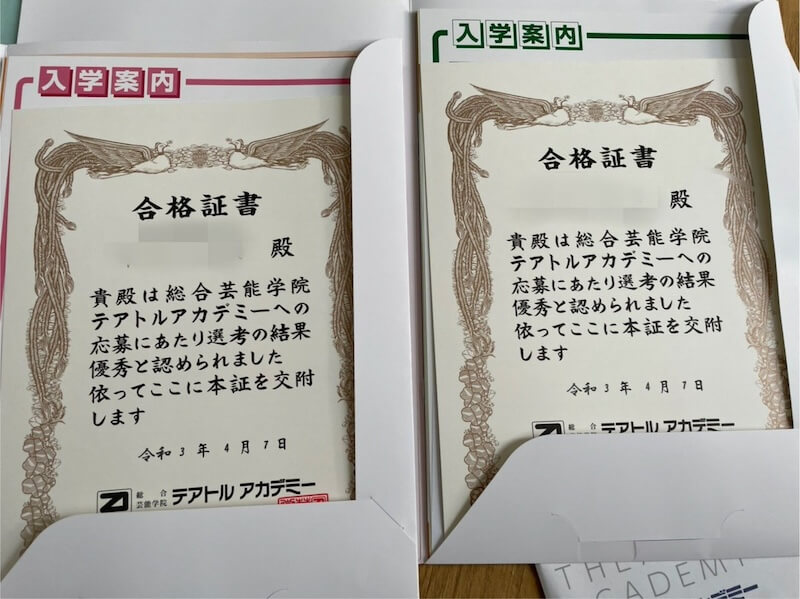 入学案内
合格証書
殿
貴殿は総合芸能学院
テアトルアカデミーへの
応募にあたり選考の結果
優秀と認められました
依ってここに本証を交付
します
令和3年4月7日
総合
芸能学院
テアトル アカデミー
入学案内
合格証書
殿
貴殿は総合芸能学院
テアトルアカデミーへの
応募にあたり選考の結果
優秀と認められました
依ってここに本証を交付
します
令和3年4月7日
総合
テアトル アカデミー